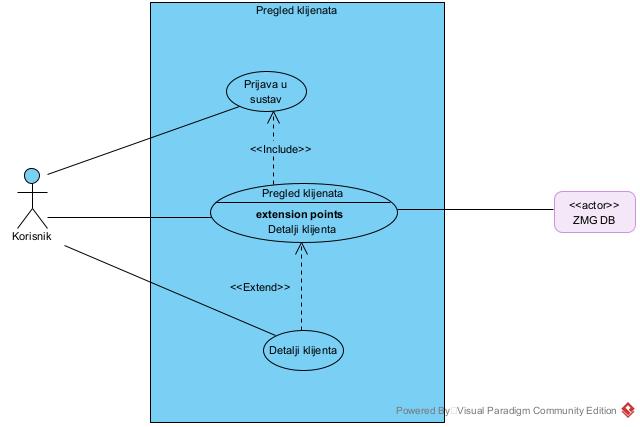 Pregled klijenata
Prijava u
sustav
<<Include>>
Pregled klijenata
extension points
Detalji klijenta
<<actor>>
ZMG DB
Korisnik
<<Extend>>
Detalji klijenta
Powered By Visual Paradigm Community Edition